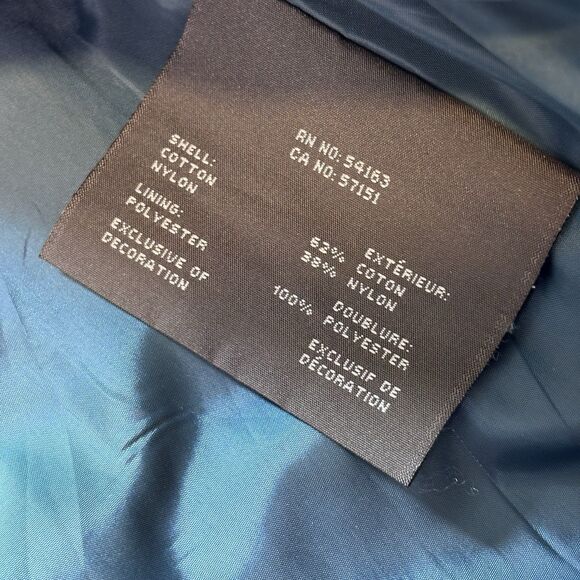 RN NO: 54163
CA NO: 57151
SHELL: EXTÉRIEUR:
COTTON 62% COTON
NYLON 38% NYLON
LINING: DOUBLURE:
POLYESTER 100% POLYESTER
EXCLUSIVE OF EXCLUSIF DE
DECORATION DÉCORATION